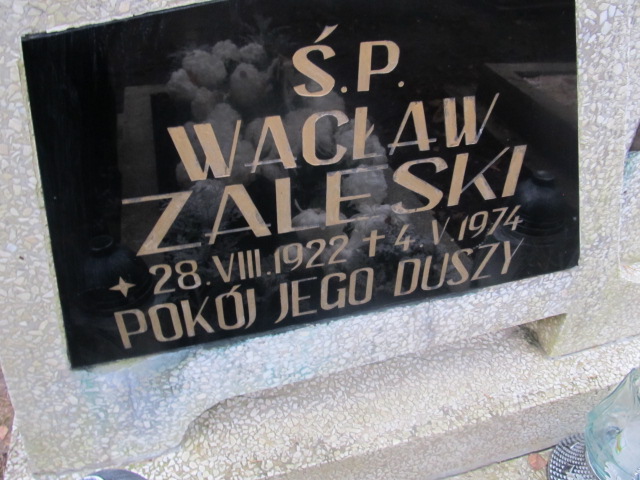 Ś.P.
WACŁAW
ZALESKI
✦ 28.VIII.1922 ✝ 4.V.1974
POKÓJ JEGO DUSZY